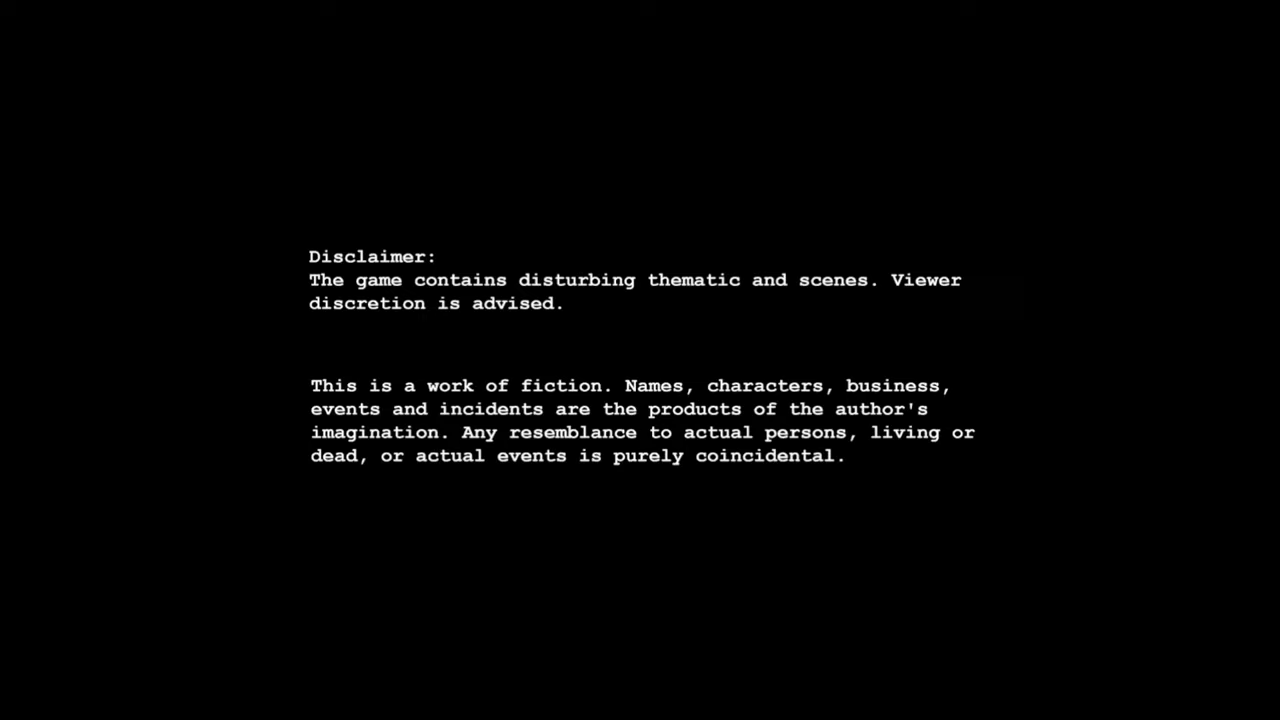 Disclaimer:
The game contains disturbing thematic and scenes. Viewer
discretion is advised.
This is a work of fiction. Names, characters, business,
events and incidents are the products of the author's
imagination. Any resemblance to actual persons, living or
dead, or actual events is purely coincidental.